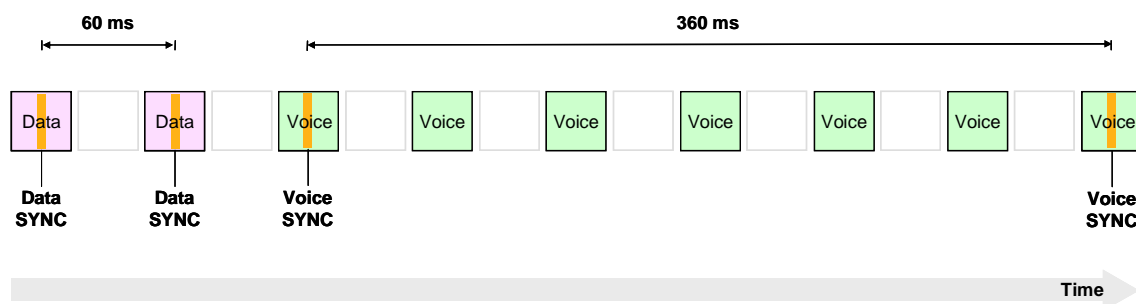 60 ms
360 ms
Data
Data
Voice
Voice
Voice
Voice
Voice
Voice
Voice
Data
SYNC
Data
SYNC
Voice
SYNC
Voice
SYNC
Time